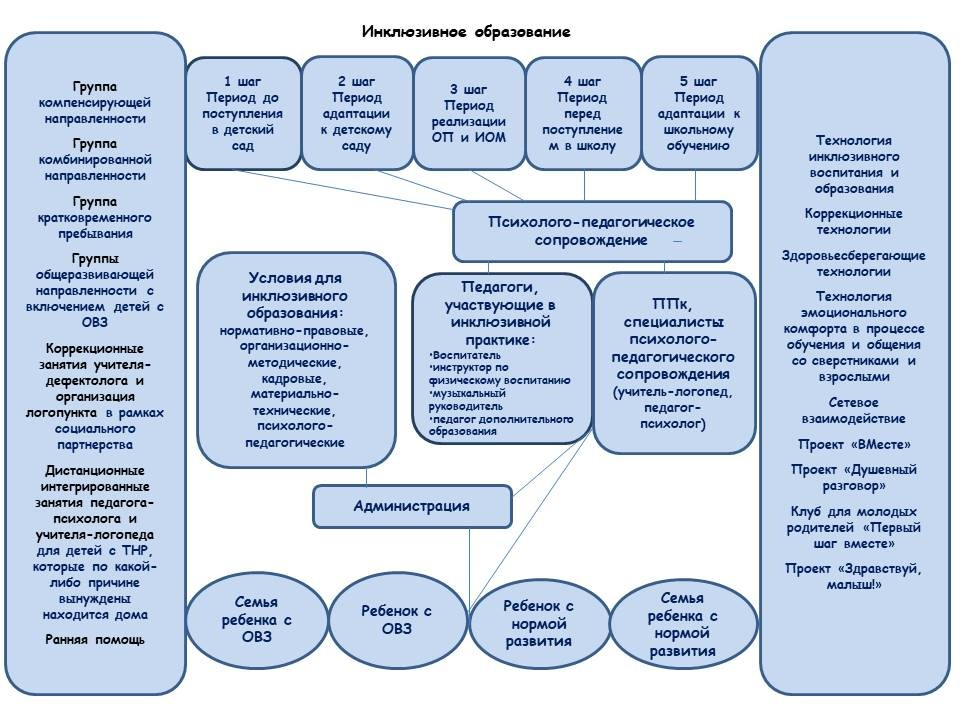 Инклюзивное образование
Группа
компенсирующей
направленности
Группа
комбинированной
направленности
Группа
кратковременного
пребывания
Группы
общеразвивающей
направленности с
включением детей с
ОВЗ
Коррекционные
занятия учителя-
дефектолога и
организация
логопункта в рамках
социального
партнерства
Дистанционные
интегрированные
занятия педагога-
психолога и
учителя-логопеда
для детей с ТНР,
которые по какой-
либо причине
вынуждены
находится дома
Ранняя помощь
1 шаг
Период до
поступления
в детский
сад
2 шаг
Период
адаптации
к детскому
саду
3 шаг
Период
реализации
ОП и ИОМ
4 шаг
Период
перед
поступление
м в школу
5 шаг
Период
адаптации к
школьному
обучению
Психолого-педагогическое
сопровождение
Условия для
инклюзивного
образования:
нормативно-правовые,
организационно-
методические,
кадровые,
материально-
технические,
психолого-
педагогические
Педагоги,
участвующие в
инклюзивной
практике:
•Воспитатель
•инструктор по
физическому воспитанию
•музыкальный
руководитель
•педагог дополнительного
образования
ППк,
специалисты
психолого-
педагогического
сопровождения
(учитель-логопед,
педагог-
психолог)
Администрация
Семья
ребенка с
ОВЗ
Ребенок с
ОВЗ
Ребенок с
нормой
развития
Семья
ребенка с
нормой
развития
Технология
инклюзивного
воспитания и
образования
Коррекционные
технологии
Здоровьесберегающие
технологии
Технология
эмоционального
комфорта в процессе
обучения и общения
со сверстниками и
взрослыми
Сетевое
взаимодействие
Проект «ВМесте»
Проект «Душевный
разговор»
Клуб для молодых
родителей «Первый
шаг вместе»
Проект «Здравствуй,
малыш!»